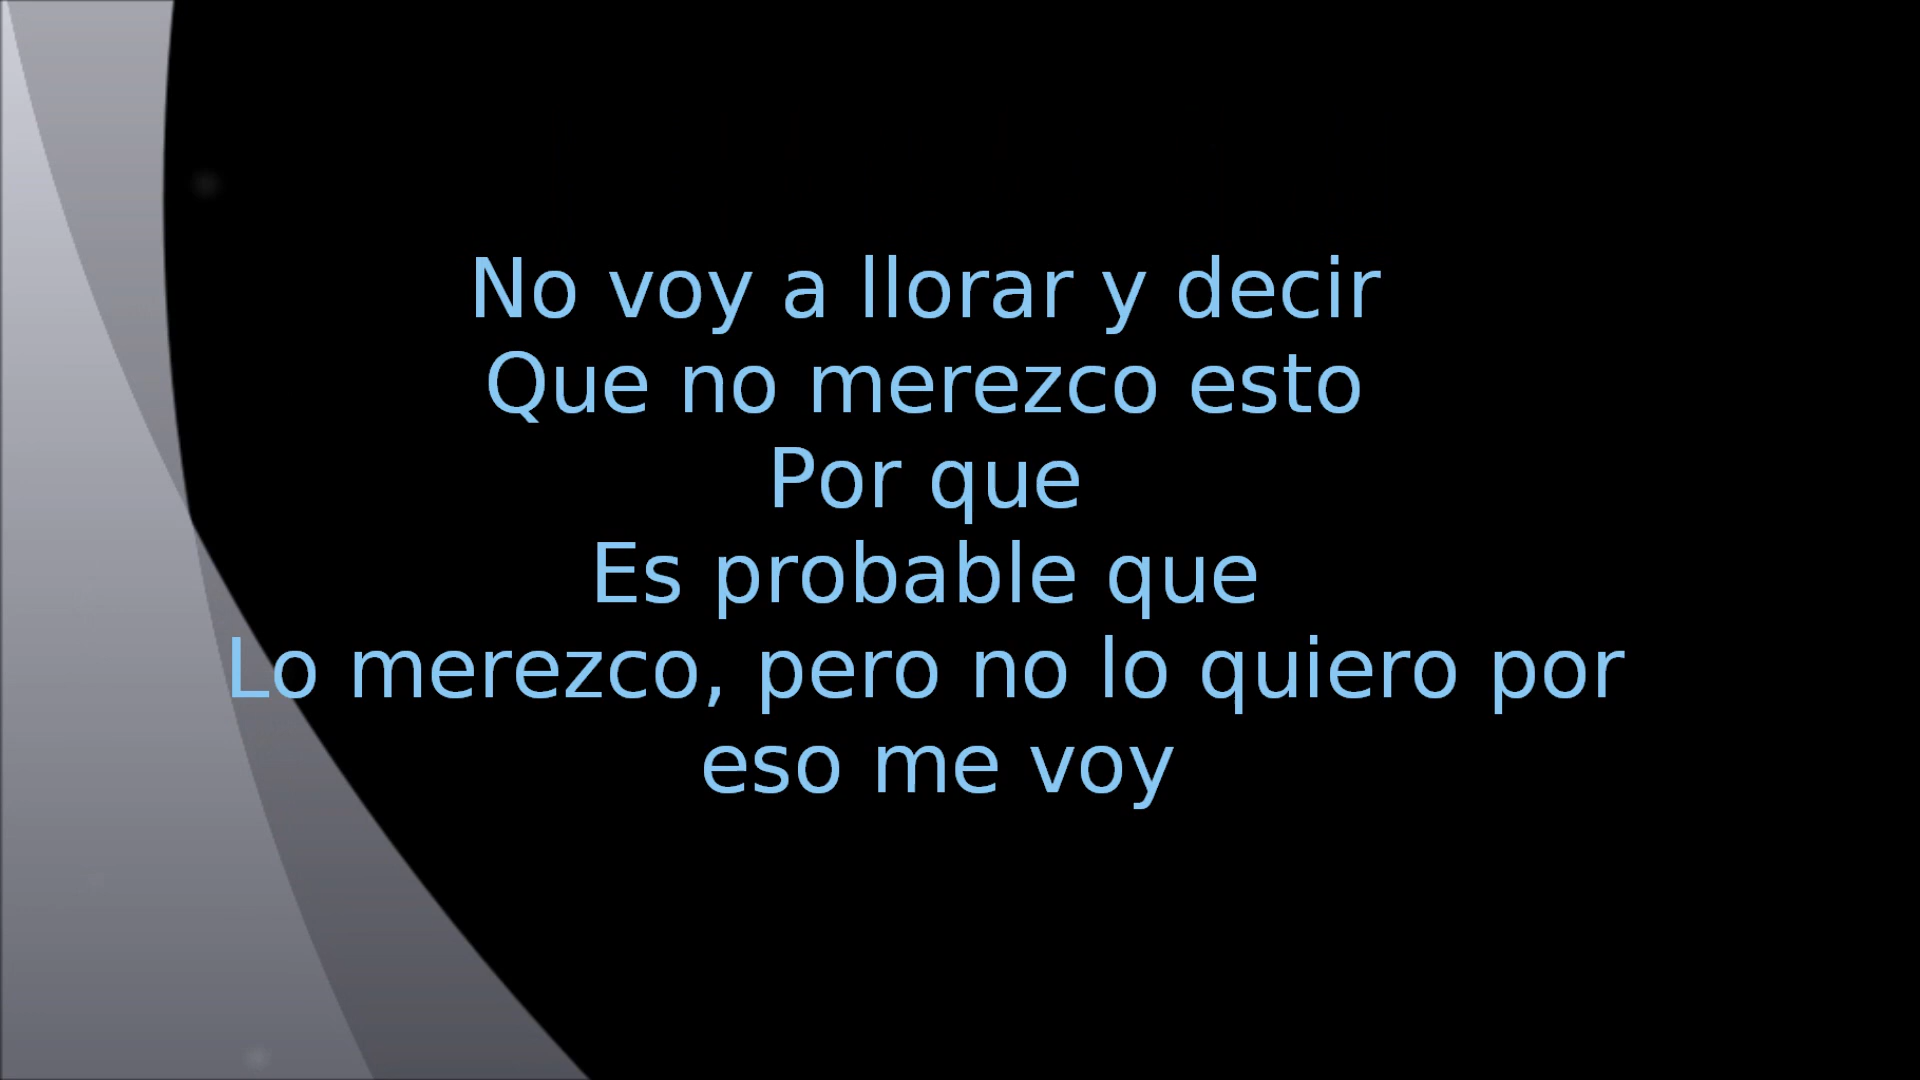 No voy a llorar y decir
Que no merezco esto
Por que
Es probable que
Lo merezco, pero no lo quiero por
eso me voy